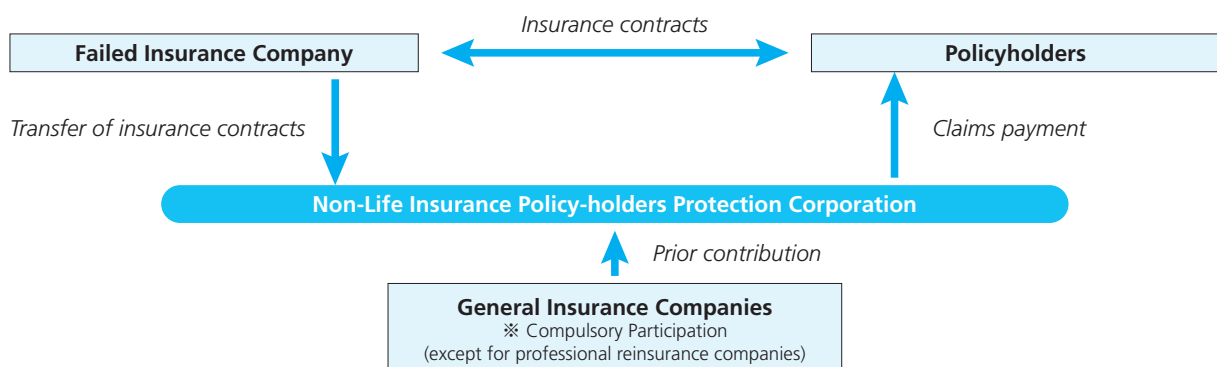 Insurance contracts
Failed Insurance Company
Policyholders
Transfer of insurance contracts
Claims payment
Non-Life Insurance Policy-holders Protection Corporation
Prior contribution
General Insurance Companies
※ Compulsory Participation
(except for professional reinsurance companies)